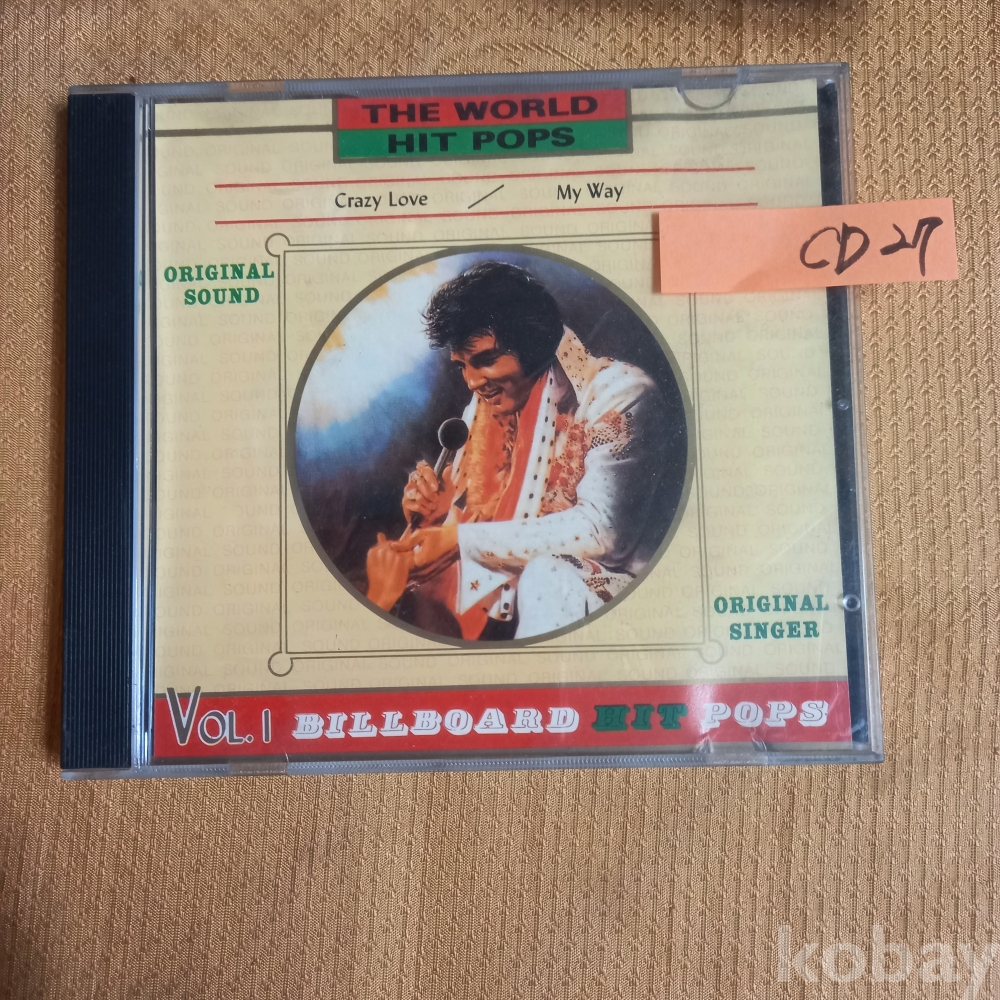 THE WORLD
HIT POPS
Crazy Love / My Way
CD 27
ORIGINAL
SOUND
ORIGINAL
SINGER
VOL. 1 BILLBOARD HIT POPS
kobay